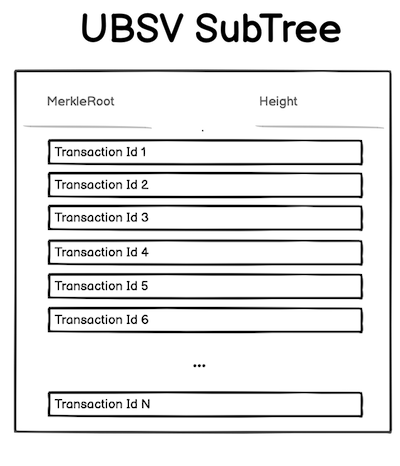 UBSV SubTree
MerkleRoot Height
Transaction Id 1
Transaction Id 2
Transaction Id 3
Transaction Id 4
Transaction Id 5
Transaction Id 6
...
Transaction Id N